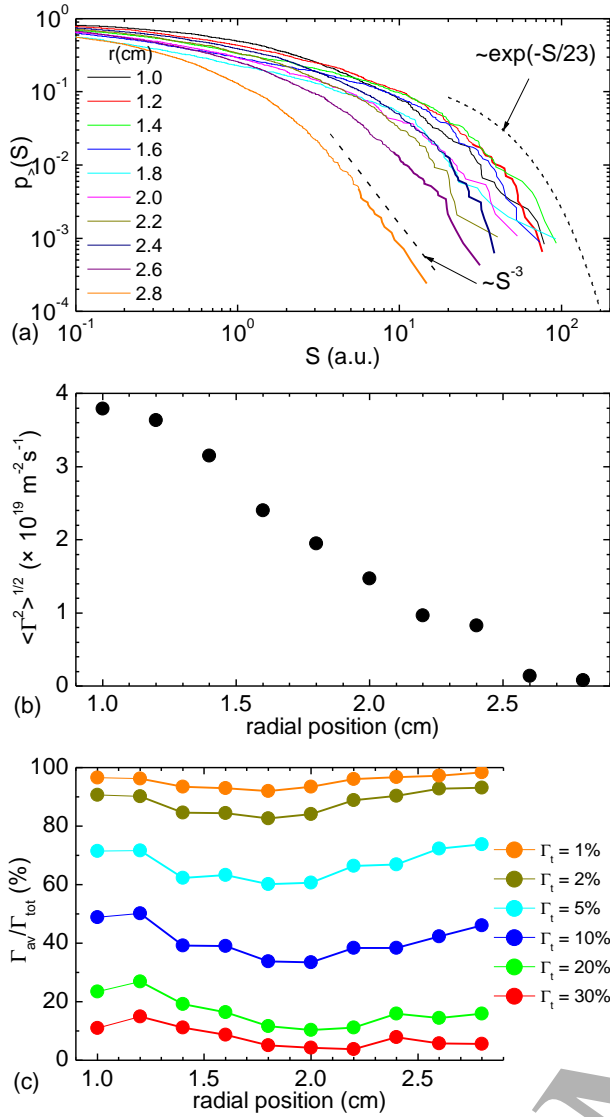 10^0
10^-1
10^-2
10^-3
10^-4
p_>(S)
r(cm)
1.0
1.2
1.4
1.6
1.8
2.0
2.2
2.4
2.6
2.8
~exp(-S/23)
~S^-3
10^-1 10^0 10^1 10^2
S (a.u.)
(a)
4
3
2
1
0
<Γ^2>^1/2 (× 10^19 m^-2s^-1)
1.0 1.5 2.0 2.5
radial position (cm)
(b)
100
80
60
40
20
0
Γ_av/Γ_tot (%)
Γ_t = 1%
Γ_t = 2%
Γ_t = 5%
Γ_t = 10%
Γ_t = 20%
Γ_t = 30%
1.0 1.5 2.0 2.5
radial position (cm)
(c)